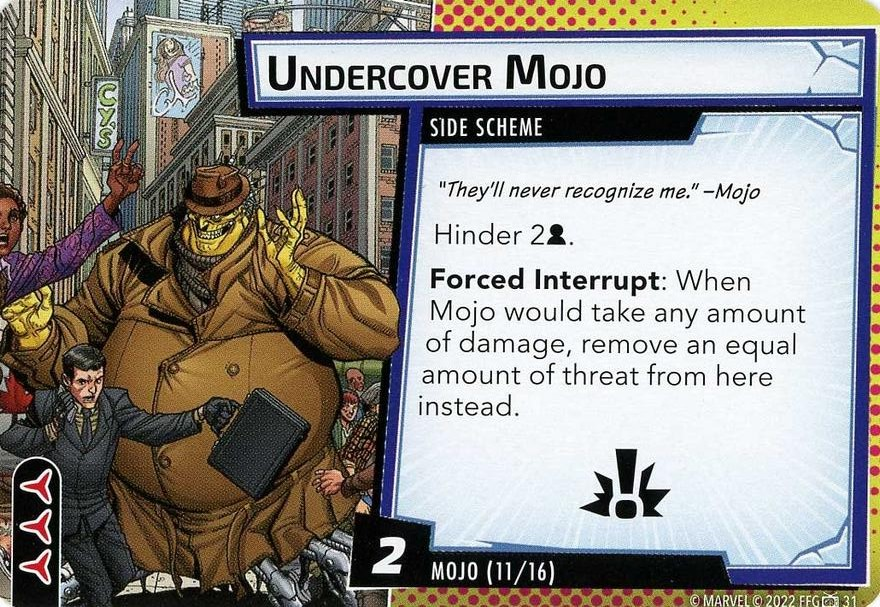 UNDERCOVER MOJO
SIDE SCHEME
"They'll never recognize me." –Mojo
Hinder 2.
Forced Interrupt: When
Mojo would take any amount
of damage, remove an equal
amount of threat from here
instead.
2
MOJO (11/16)
© MARVEL © 2022 FFG 31
CY'S